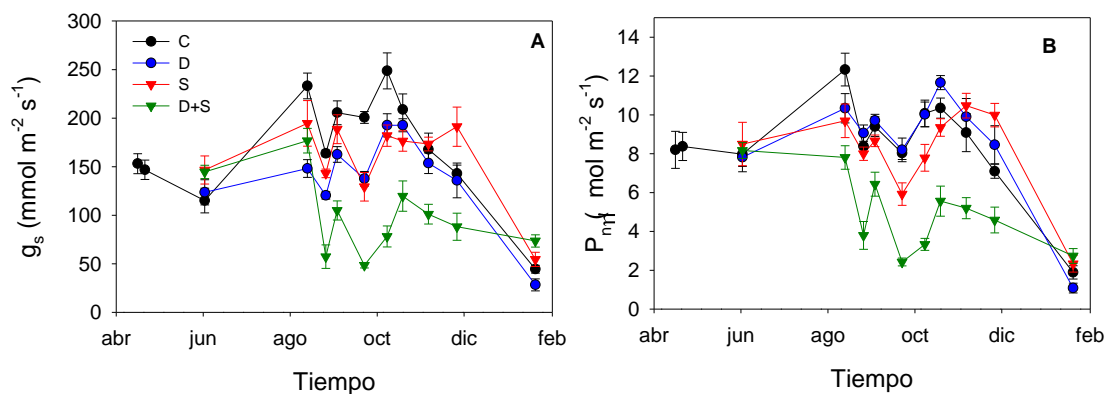 A
C
D
S
D+S
300
250
200
150
100
50
0
gs (mmol m-2 s-1)
abr jun ago oct dic feb
Tiempo
B
14
12
10
8
6
4
2
0
mol m-2 s-1)
abr jun ago oct dic feb
Tiempo